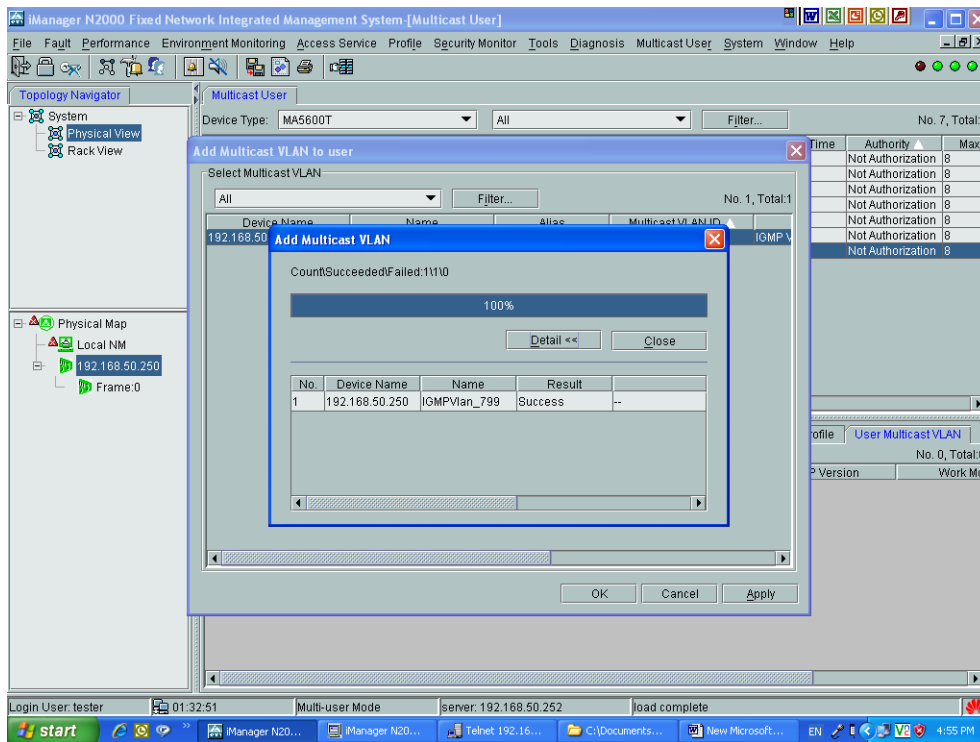 iManager N2000 Fixed Network Integrated Management System-[Multicast User]
File Fault Performance Environment Monitoring Access Service Profile Security Monitor Tools Diagnosis Multicast User System Window Help
Topology Navigator
System
Physical View
Rack View
Multicast User
Device Type: MA5600T All Filter... No. 7, Total:
Time Authority Max
Not Authorization 8
Not Authorization 8
Not Authorization 8
Not Authorization 8
Not Authorization 8
Not Authorization 8
Not Authorization 8
Add Multicast VLAN to user
Select Multicast VLAN
All Filter... No. 1, Total:1
Device Name Name Alias Multicast VLAN ID
192.168.50 IGMP V
Add Multicast VLAN
Count\Succeeded\Failed:1\1\0
100%
Detail << Close
No. Device Name Name Result
1 192.168.50.250 IGMPVlan_799 Success --
OK Cancel Apply
Physical Map
Local NM
192.168.50.250
Frame:0
ofile User Multicast VLAN
No. 0, Total:
P Version Work Mo
Login User: tester 01:32:51 Multi-user Mode server: 192.168.50.252 load complete
start iManager N20... iManager N20... Telnet 192.16... C:\Documents... New Microsoft... EN 4:55 PM